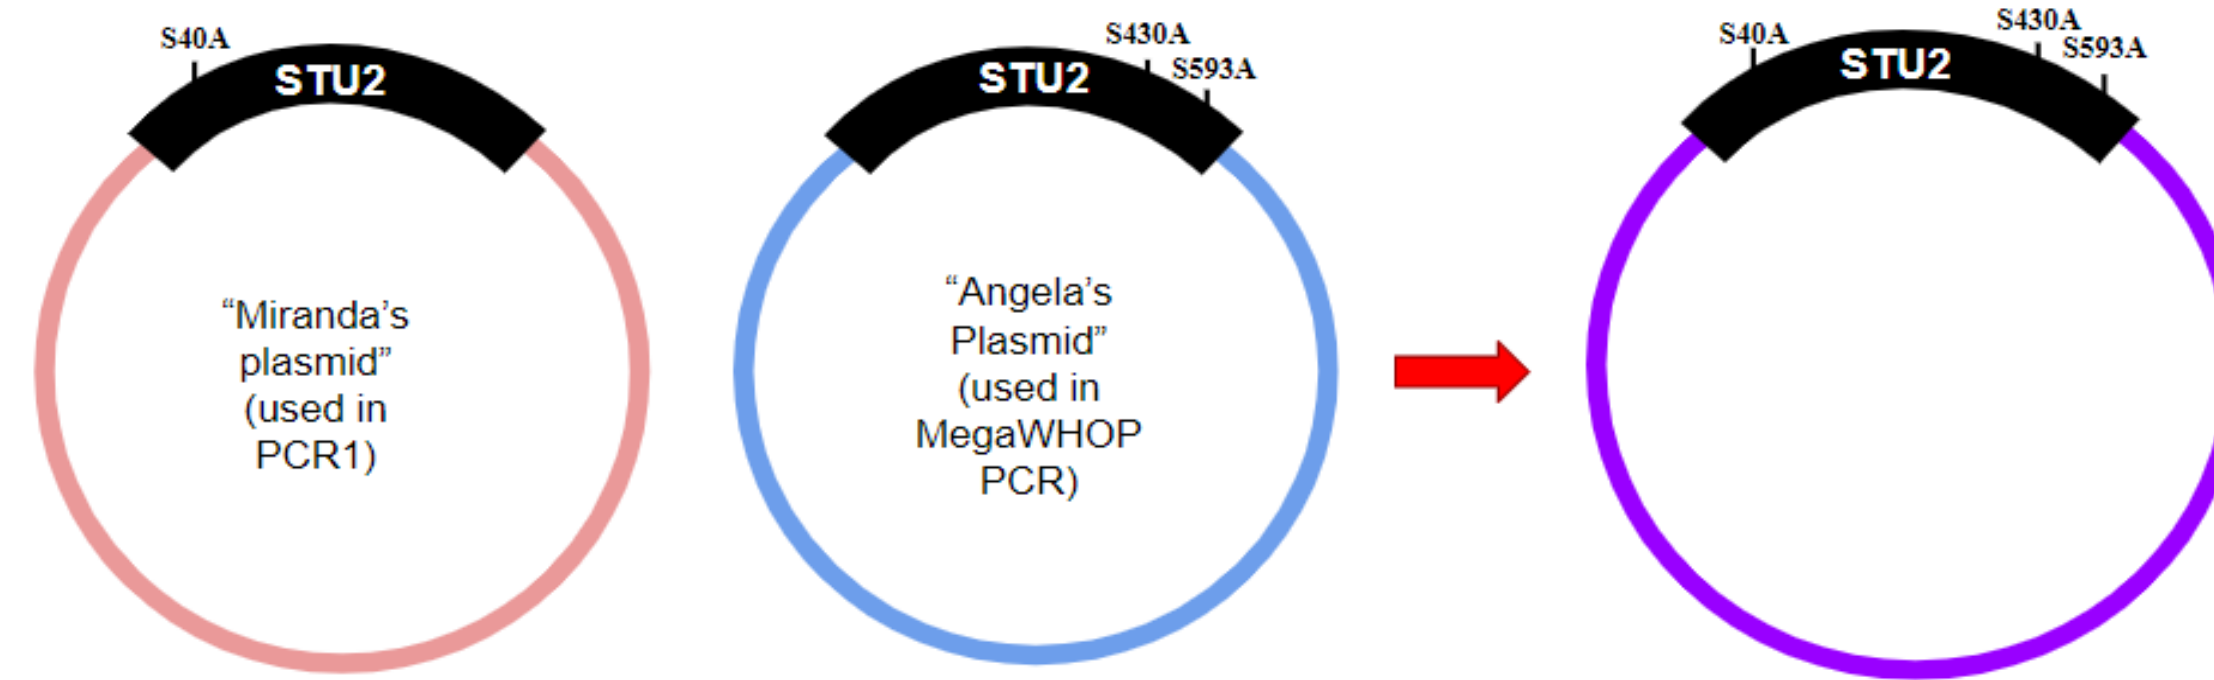 S40A
STU2
“Miranda’s
plasmid”
(used in
PCR1)
S430A
S593A
STU2
“Angela’s
Plasmid”
(used in
MegaWHOP
PCR)
S40A
S430A
S593A
STU2